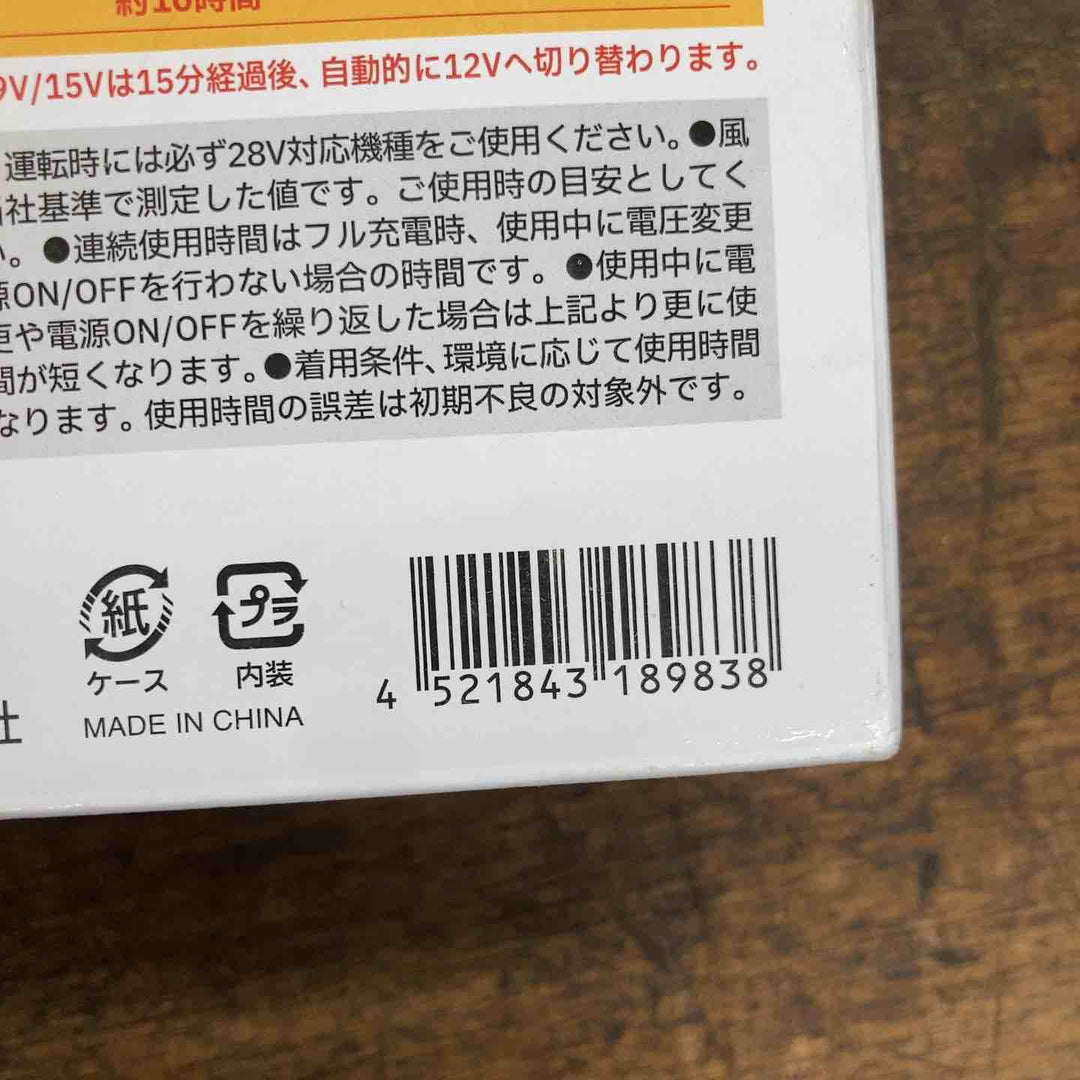 約10時間
9V/15Vは15分経過後、自動的に12Vへ切り替わります。
運転時には必ず28V対応機種をご使用ください。●風
社基準で測定した値です。ご使用時の目安としてく
い。●連続使用時間はフル充電時、使用中に電圧変更
源ON/OFFを行わない場合の時間です。●使用中に電
更や電源ON/OFFを繰り返した場合は上記より更に使
間が短くなります。●着用条件、環境に応じて使用時間
なります。使用時間の誤差は初期不良の対象外です。
紙
プラ
ケース
内装
社
MADE IN CHINA
4 521843 189838